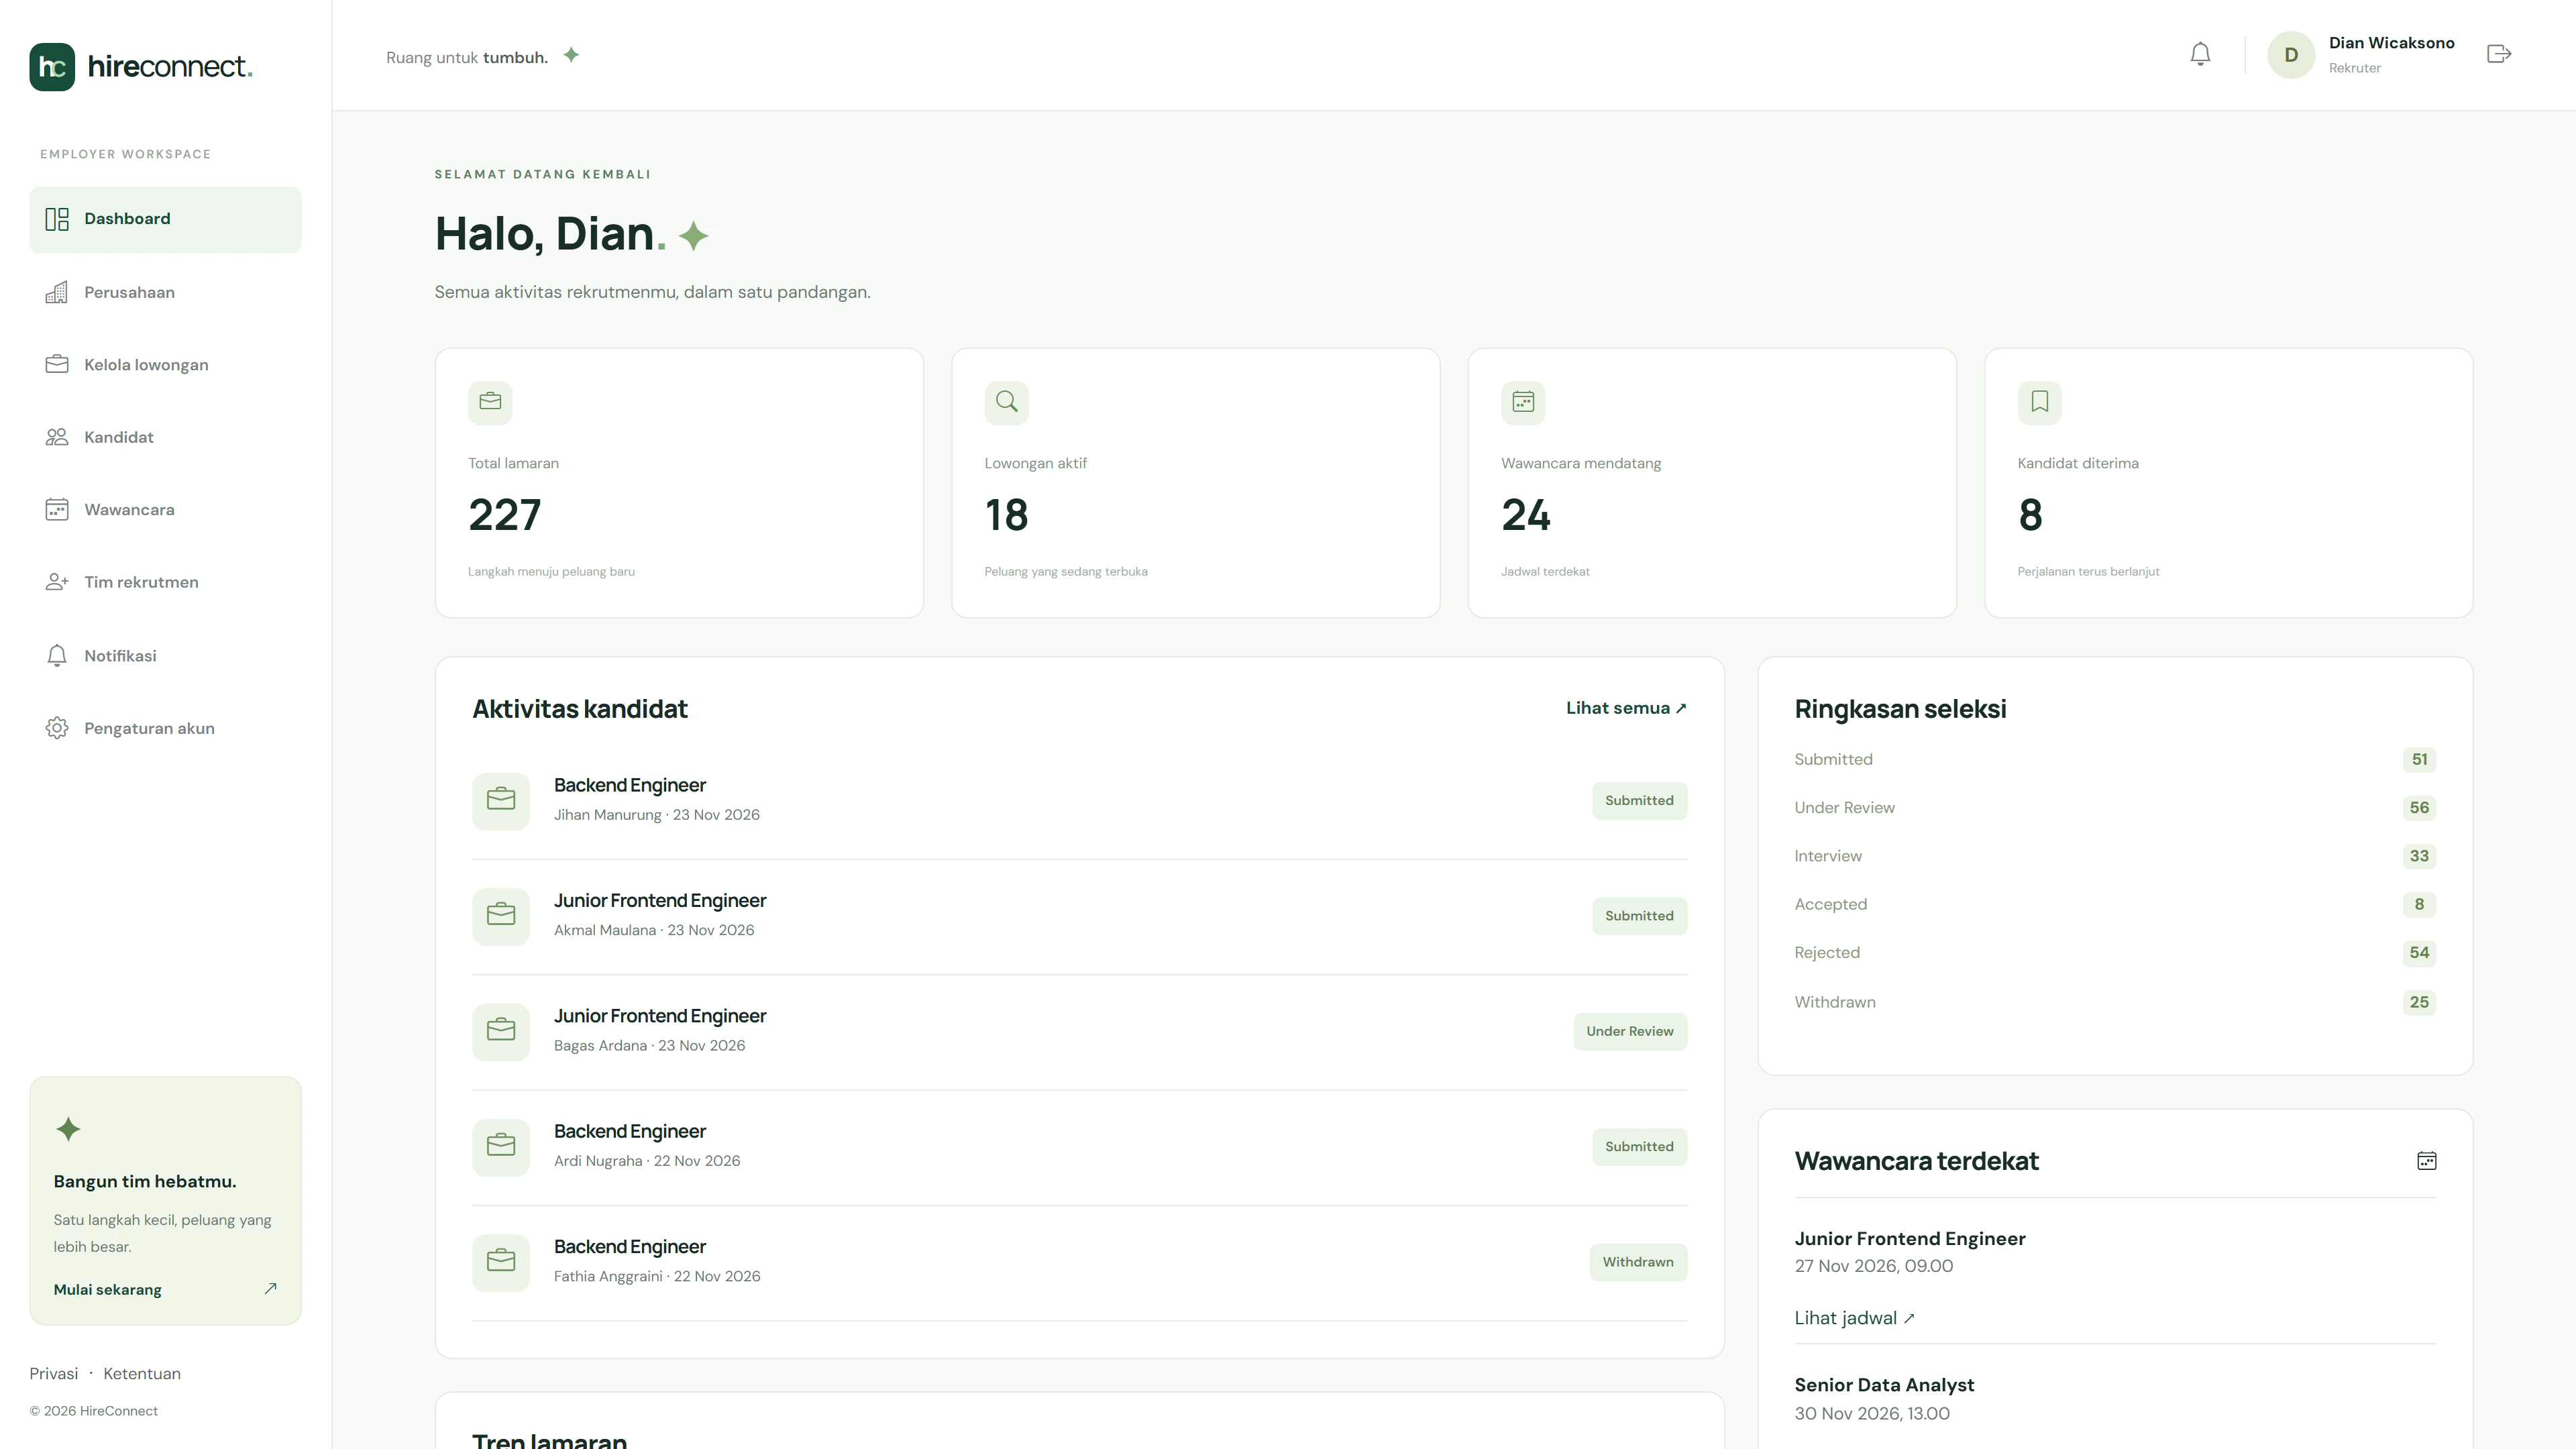 hc hireconnect.
EMPLOYER WORKSPACE
Dashboard
Perusahaan
Kelola lowongan
Kandidat
Wawancara
Tim rekrutmen
Notifikasi
Pengaturan akun
Bangun tim hebatmu.
Satu langkah kecil, peluang yang
lebih besar.
Mulai sekarang ↗
Privasi · Ketentuan
© 2026 HireConnect
Ruang untuk tumbuh.
D
Dian Wicaksono
Rekruter
SELAMAT DATANG KEMBALI
Halo, Dian.
Semua aktivitas rekrutmenmu, dalam satu pandangan.
Total lamaran
227
Langkah menuju peluang baru
Lowongan aktif
18
Peluang yang sedang terbuka
Wawancara mendatang
24
Jadwal terdekat
Kandidat diterima
8
Perjalanan terus berlanjut
Aktivitas kandidat
Lihat semua ↗
Backend Engineer
Jihan Manurung · 23 Nov 2026
Submitted
Junior Frontend Engineer
Akmal Maulana · 23 Nov 2026
Submitted
Junior Frontend Engineer
Bagas Ardana · 23 Nov 2026
Under Review
Backend Engineer
Ardi Nugraha · 22 Nov 2026
Submitted
Backend Engineer
Fathia Anggraini · 22 Nov 2026
Withdrawn
Tren lamaran
Ringkasan seleksi
Submitted 51
Under Review 56
Interview 33
Accepted 8
Rejected 54
Withdrawn 25
Wawancara terdekat
Junior Frontend Engineer
27 Nov 2026, 09.00
Lihat jadwal ↗
Senior Data Analyst
30 Nov 2026, 13.00